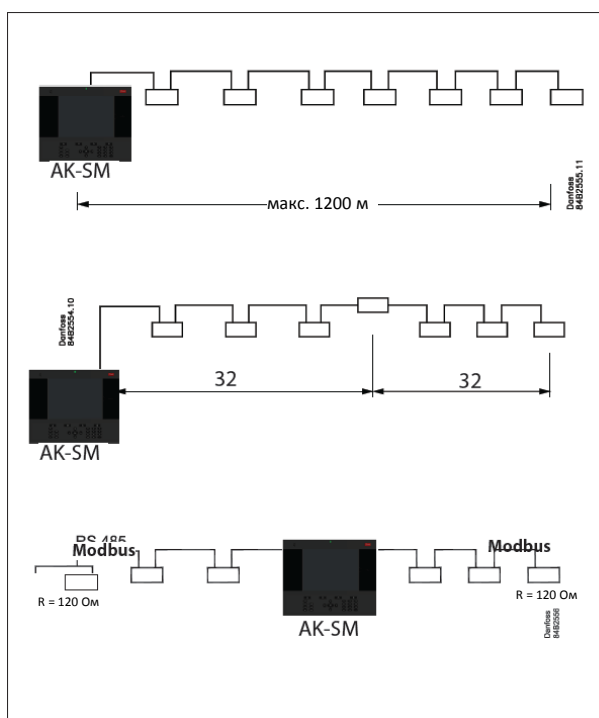 AK-SM
макс. 1200 м
Danfoss
84B2555.11
Danfoss
84B2554.10
32
32
AK-SM
RS 485
Modbus
Modbus
R = 120 Ом
R = 120 Ом
AK-SM
Danfoss
84B2556